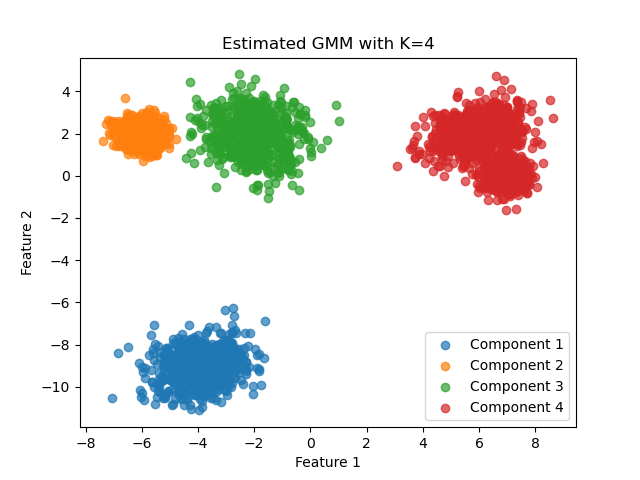 Estimated GMM with K=4
Feature 2
4
2
0
−2
−4
−6
−8
−10
Component 1
Component 2
Component 3
Component 4
−8 −6 −4 −2 0 2 4 6 8
Feature 1